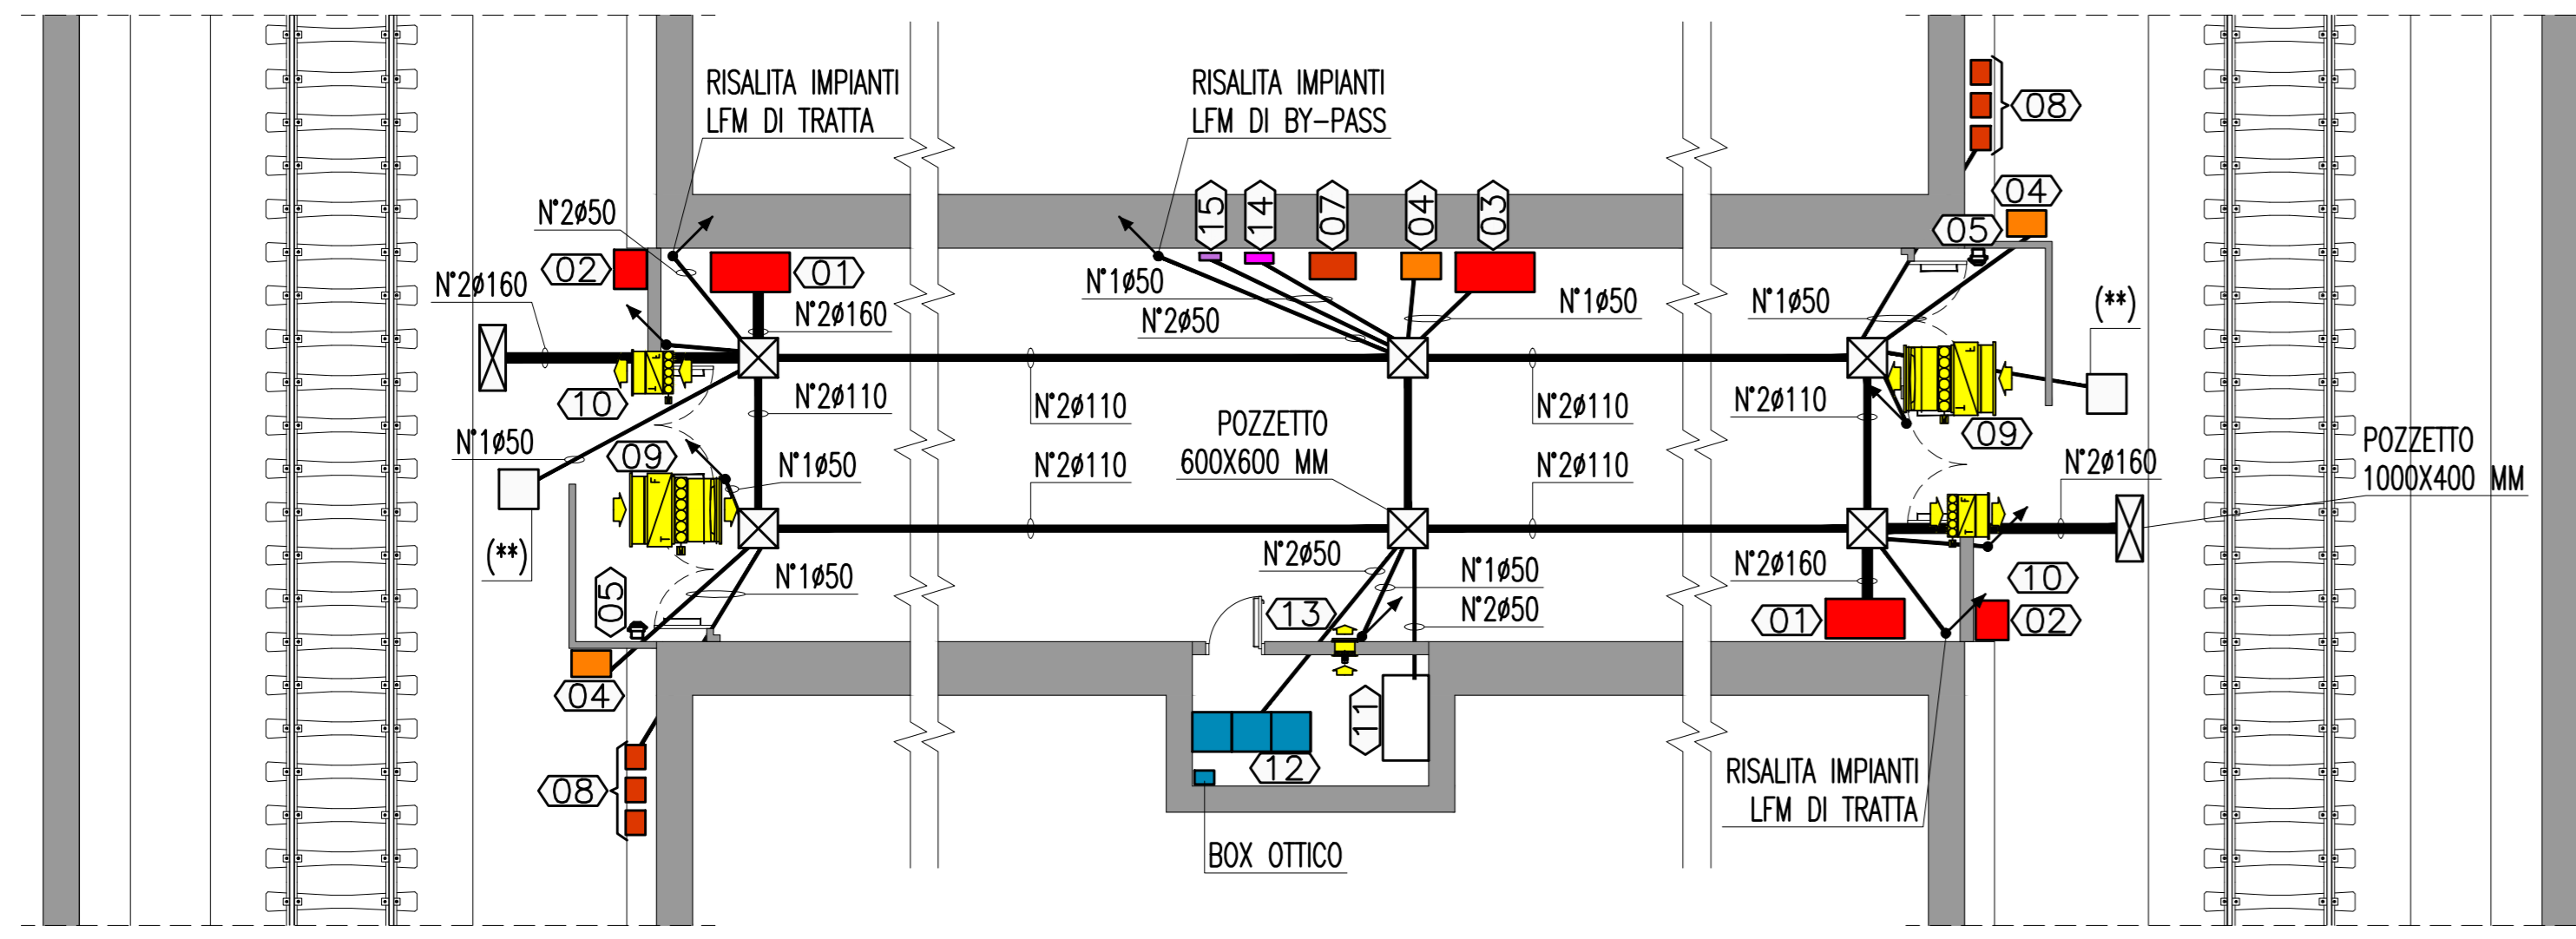 RISALITA IMPIANTI
LFM DI TRATTA
RISALITA IMPIANTI
LFM DI BY-PASS
08
04
05
N°2ø50
02
01
15
14
07
04
03
N°2ø160
N°2ø160
N°1ø50
N°2ø50
N°1ø50
N°1ø50
(**)
10
N°2ø110
N°2ø110
N°2ø110
N°2ø110
09
N°1ø50
09
N°1ø50
N°2ø110
POZZETTO
600X600 MM
N°2ø110
N°2ø160
POZZETTO
1000X400 MM
(**)
05
N°1ø50
N°2ø50
N°1ø50
N°2ø50
N°2ø160
10
13
01
02
04
11
12
08
RISALITA IMPIANTI
LFM DI TRATTA
BOX OTTICO
T
F
T
F